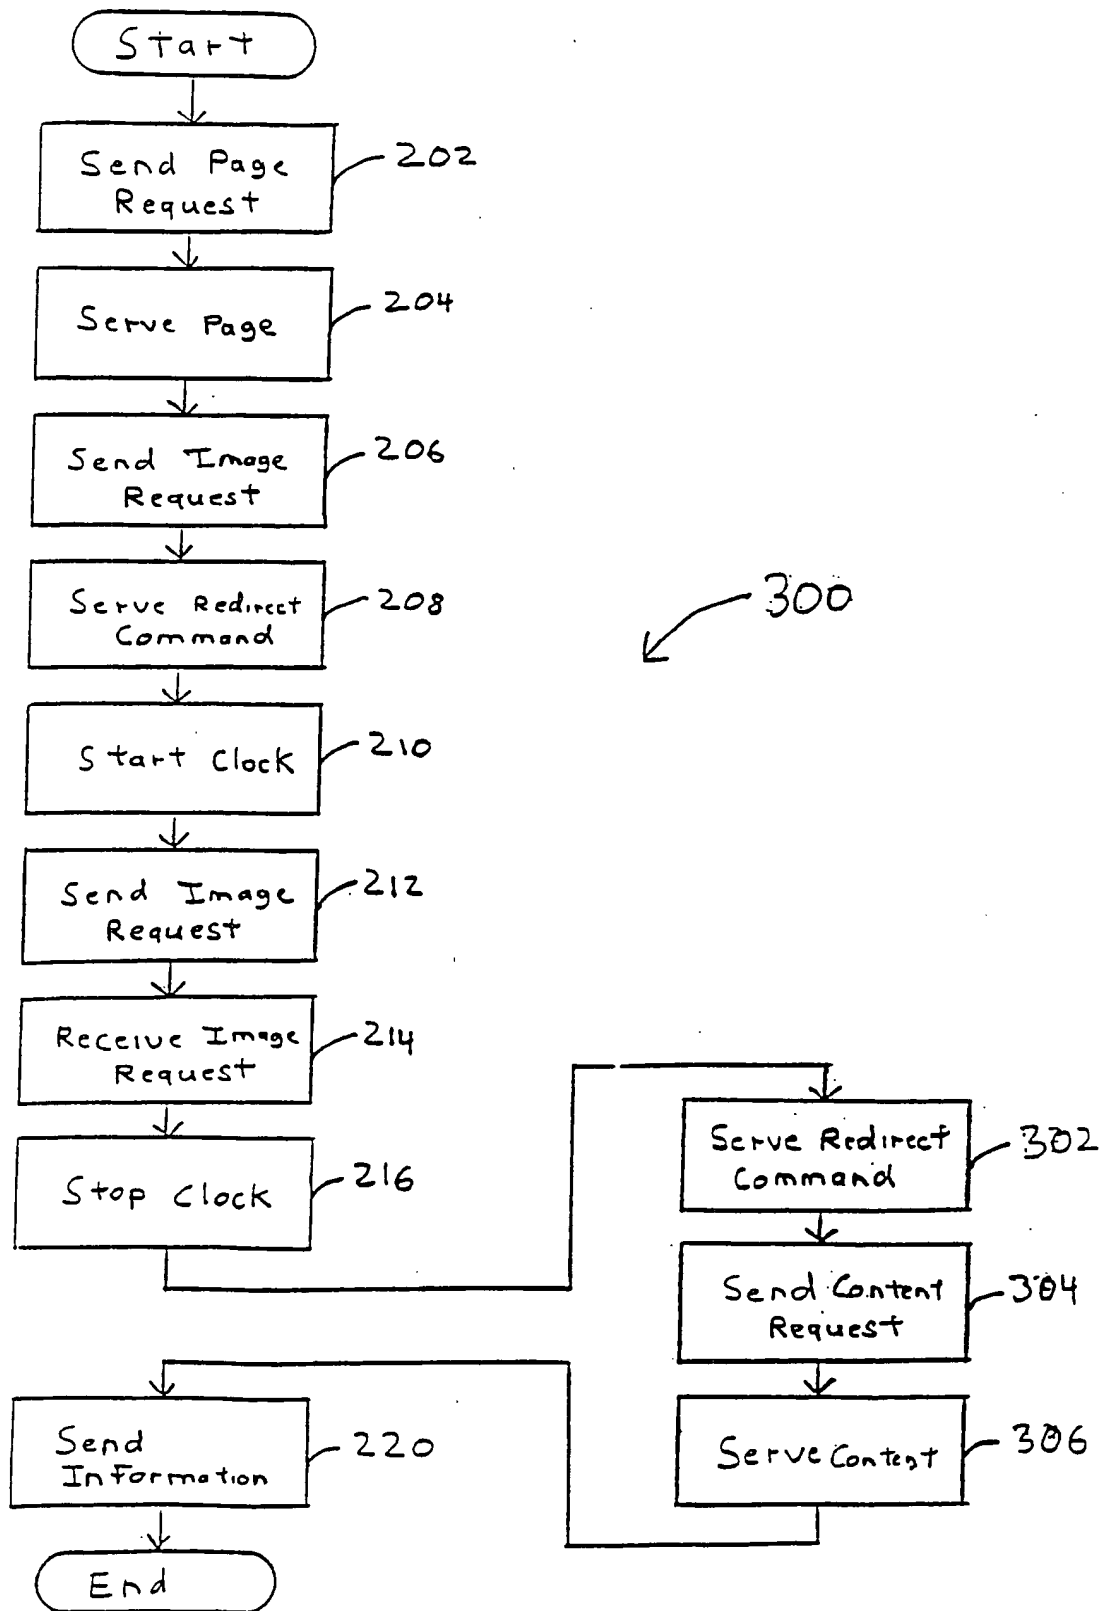 Start
Send Page
Request
202
Serve Page
204
Send Image
Request
206
Serve Redirect
Command
208
300
Start Clock
210
Send Image
Request
212
Receive Image
Request
214
Stop Clock
216
Serve Redirect
Command
302
Send Content
Request
304
Serve Content
306
Send
Information
220
End